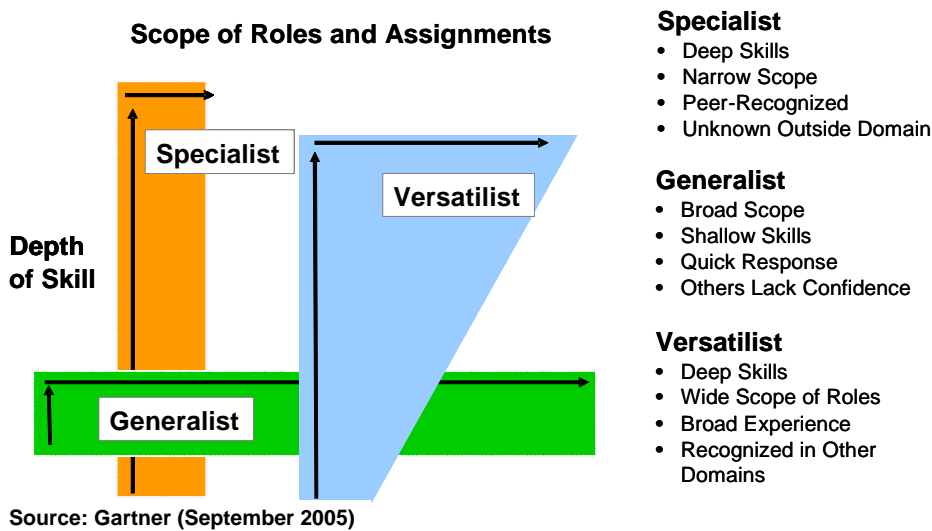 Scope of Roles and Assignments
Specialist
Versatilist
Depth
of Skill
Generalist
Source: Gartner (September 2005)
Specialist
• Deep Skills
• Narrow Scope
• Peer-Recognized
• Unknown Outside Domain
Generalist
• Broad Scope
• Shallow Skills
• Quick Response
• Others Lack Confidence
Versatilist
• Deep Skills
• Wide Scope of Roles
• Broad Experience
• Recognized in Other
Domains